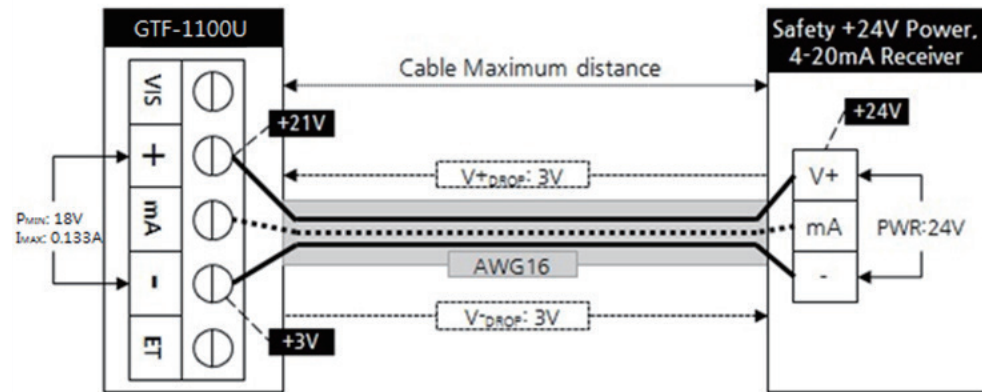 GTF-1100U
Safety +24V Power,
4-20mA Receiver
Cable Maximum distance
VIS
+
mA
-
ET
+21V
+3V
PMIN: 18V
IMAX: 0.133A
V+DROP: 3V
AWG16
V-DROP: 3V
+24V
V+
mA
-
PWR:24V